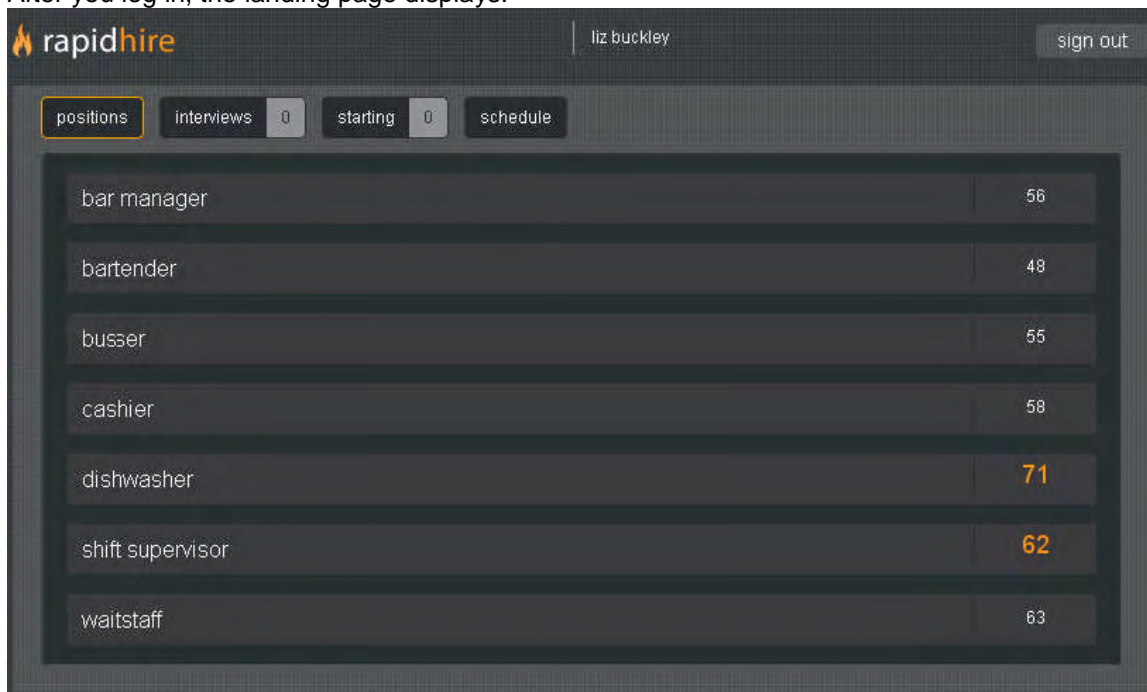 After you log in, the landing page displays.
rapidhire
liz buckley
sign out
positions
interviews 0
starting 0
schedule
bar manager 56
bartender 48
busser 55
cashier 58
dishwasher 71
shift supervisor 62
waitstaff 63